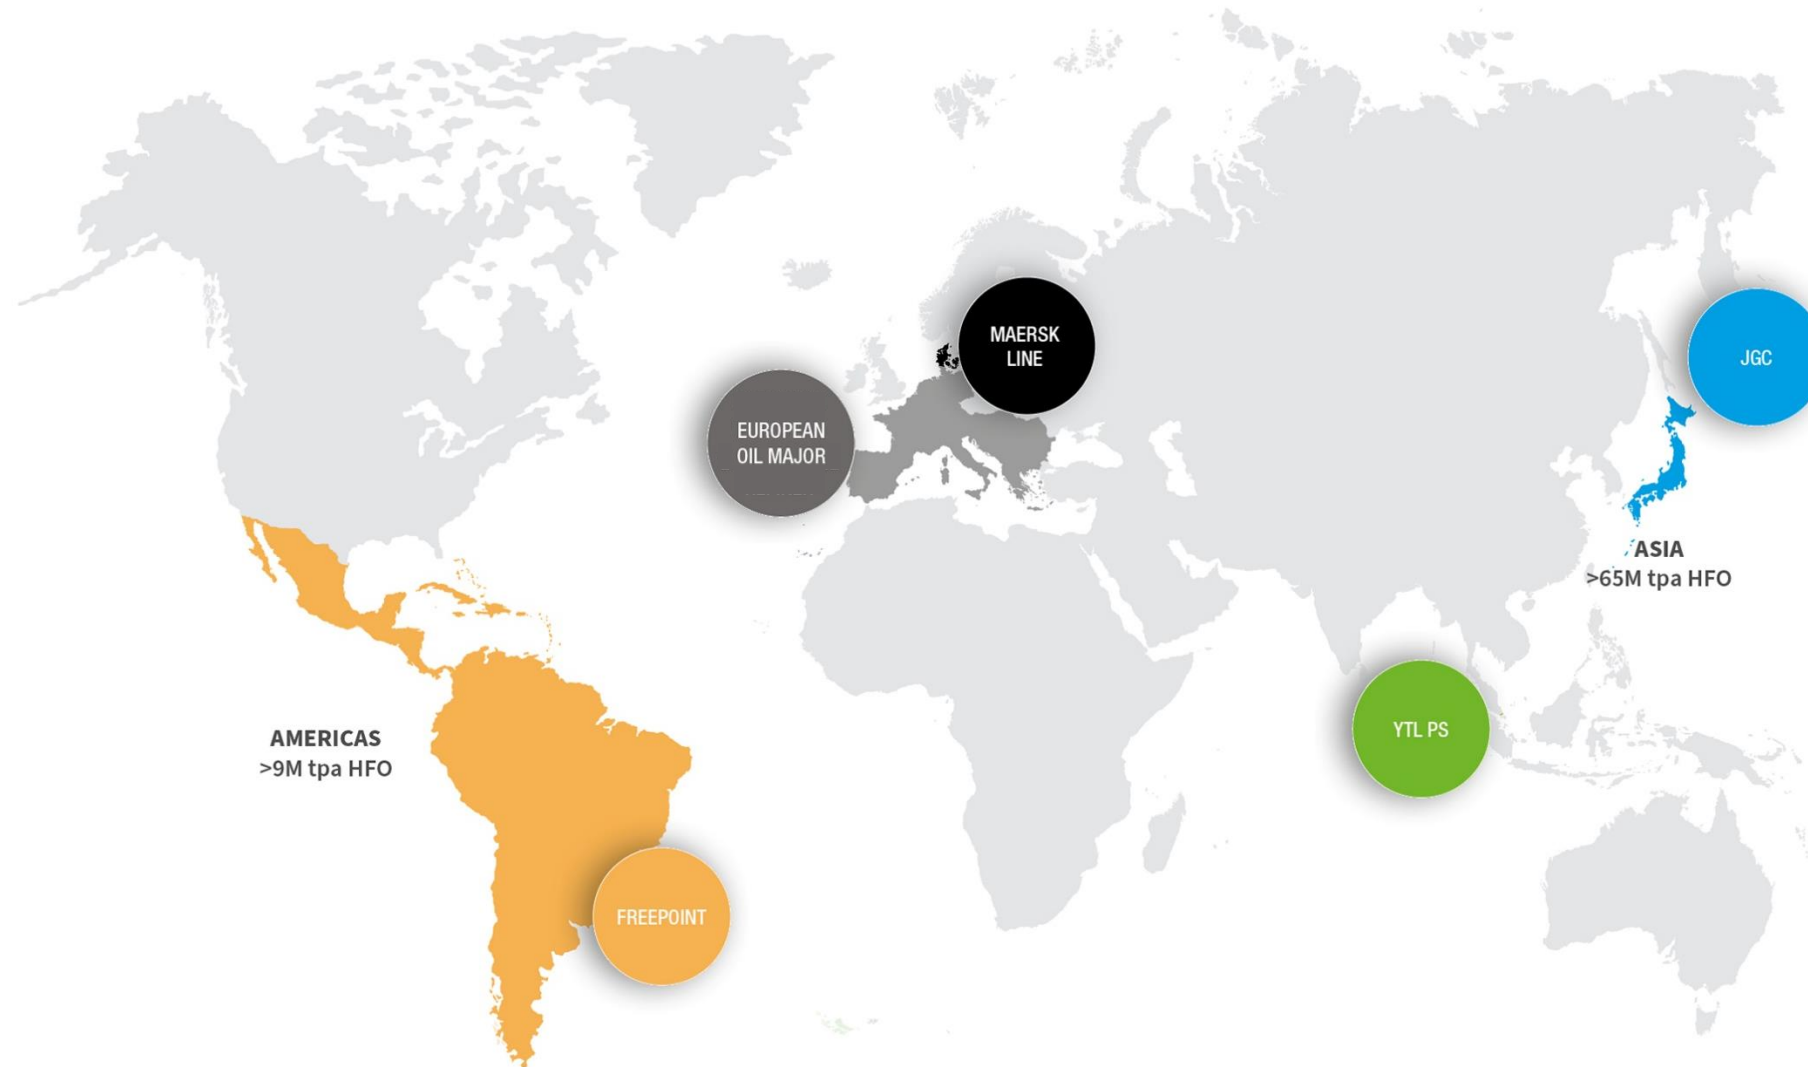 MAERSK
LINE
JGC
EUROPEAN
OIL MAJOR
ASIA
>65M tpa HFO
YTL PS
AMERICAS
>9M tpa HFO
FREEPOINT